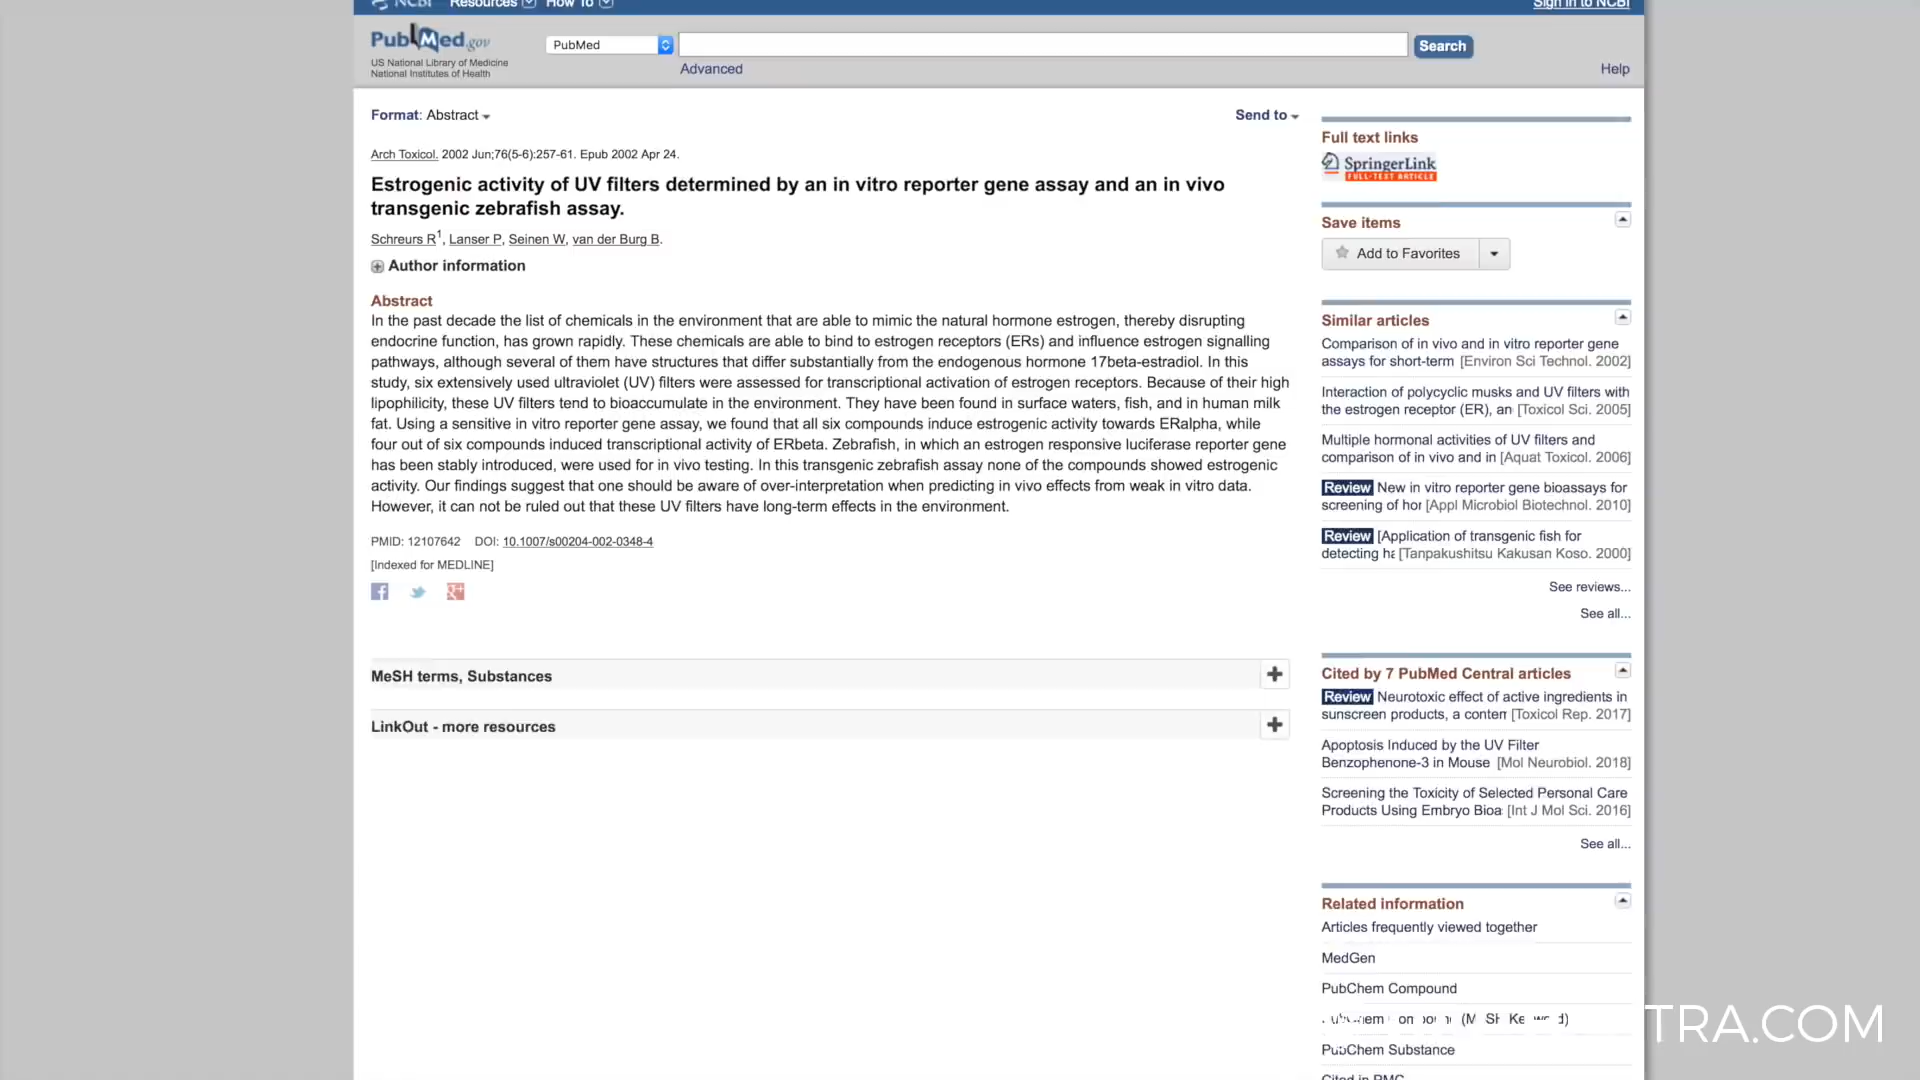 NCBI Resources How To Sign in to NCBI
PubMed.gov
US National Library of Medicine
National Institutes of Health
PubMed
Search
Advanced
Help
Format: Abstract
Send to
Arch Toxicol. 2002 Jun;76(5-6):257-61. Epub 2002 Apr 24.
Estrogenic activity of UV filters determined by an in vitro reporter gene assay and an in vivo
transgenic zebrafish assay.
Schreurs R1, Lanser P, Seinen W, van der Burg B.
Author information
Abstract
In the past decade the list of chemicals in the environment that are able to mimic the natural hormone estrogen, thereby disrupting
endocrine function, has grown rapidly. These chemicals are able to bind to estrogen receptors (ERs) and influence estrogen signalling
pathways, although several of them have structures that differ substantially from the endogenous hormone 17beta-estradiol. In this
study, six extensively used ultraviolet (UV) filters were assessed for transcriptional activation of estrogen receptors. Because of their high
lipophilicity, these UV filters tend to bioaccumulate in the environment. They have been found in surface waters, fish, and in human milk
fat. Using a sensitive in vitro reporter gene assay, we found that all six compounds induce estrogenic activity towards ERalpha, while
four out of six compounds induced transcriptional activity of ERbeta. Zebrafish, in which an estrogen responsive luciferase reporter gene
has been stably introduced, were used for in vivo testing. In this transgenic zebrafish assay none of the compounds showed estrogenic
activity. Our findings suggest that one should be aware of over-interpretation when predicting in vivo effects from weak in vitro data.
However, it can not be ruled out that these UV filters have long-term effects in the environment.
PMID: 12107642 DOI: 10.1007/s00204-002-0348-4
[Indexed for MEDLINE]
MeSH terms, Substances
LinkOut - more resources
Full text links
SpringerLink
FULL-TEXT ARTICLE
Save items
Add to Favorites
Similar articles
Comparison of in vivo and in vitro reporter gene
assays for short-term [Environ Sci Technol. 2002]
Interaction of polycyclic musks and UV filters with
the estrogen receptor (ER), an [Toxicol Sci. 2005]
Multiple hormonal activities of UV filters and
comparison of in vivo and in [Aquat Toxicol. 2006]
Review New in vitro reporter gene bioassays for
screening of hor [Appl Microbiol Biotechnol. 2010]
Review [Application of transgenic fish for
detecting ha [Tanpakushitsu Kakusan Koso. 2000]
See reviews...
See all...
Cited by 7 PubMed Central articles
Review Neurotoxic effect of active ingredients in
sunscreen products, a contem [Toxicol Rep. 2017]
Apoptosis Induced by the UV Filter
Benzophenone-3 in Mouse [Mol Neurobiol. 2018]
Screening the Toxicity of Selected Personal Care
Products Using Embryo Bioa [Int J Mol Sci. 2016]
See all...
Related information
Articles frequently viewed together
MedGen
PubChem Compound
TRA.COM
PubChem Substance
Cited in PMC